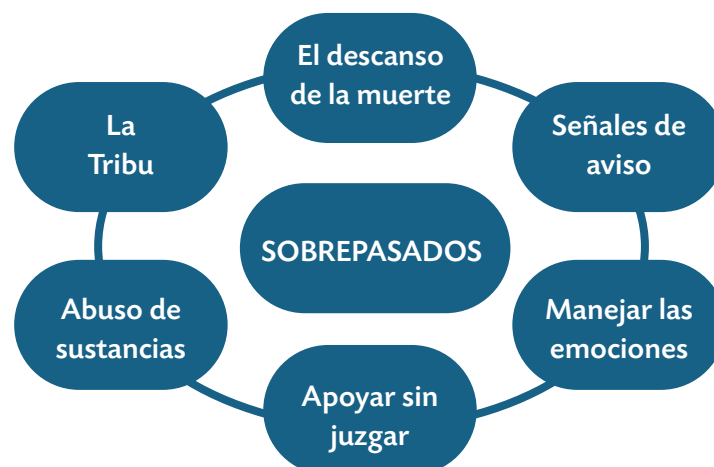 El descanso
de la muerte
La
Tribu
Señales de
aviso
SOBREPASADOS
Abuso de
sustancias
Manejar las
emociones
Apoyar sin
juzgar